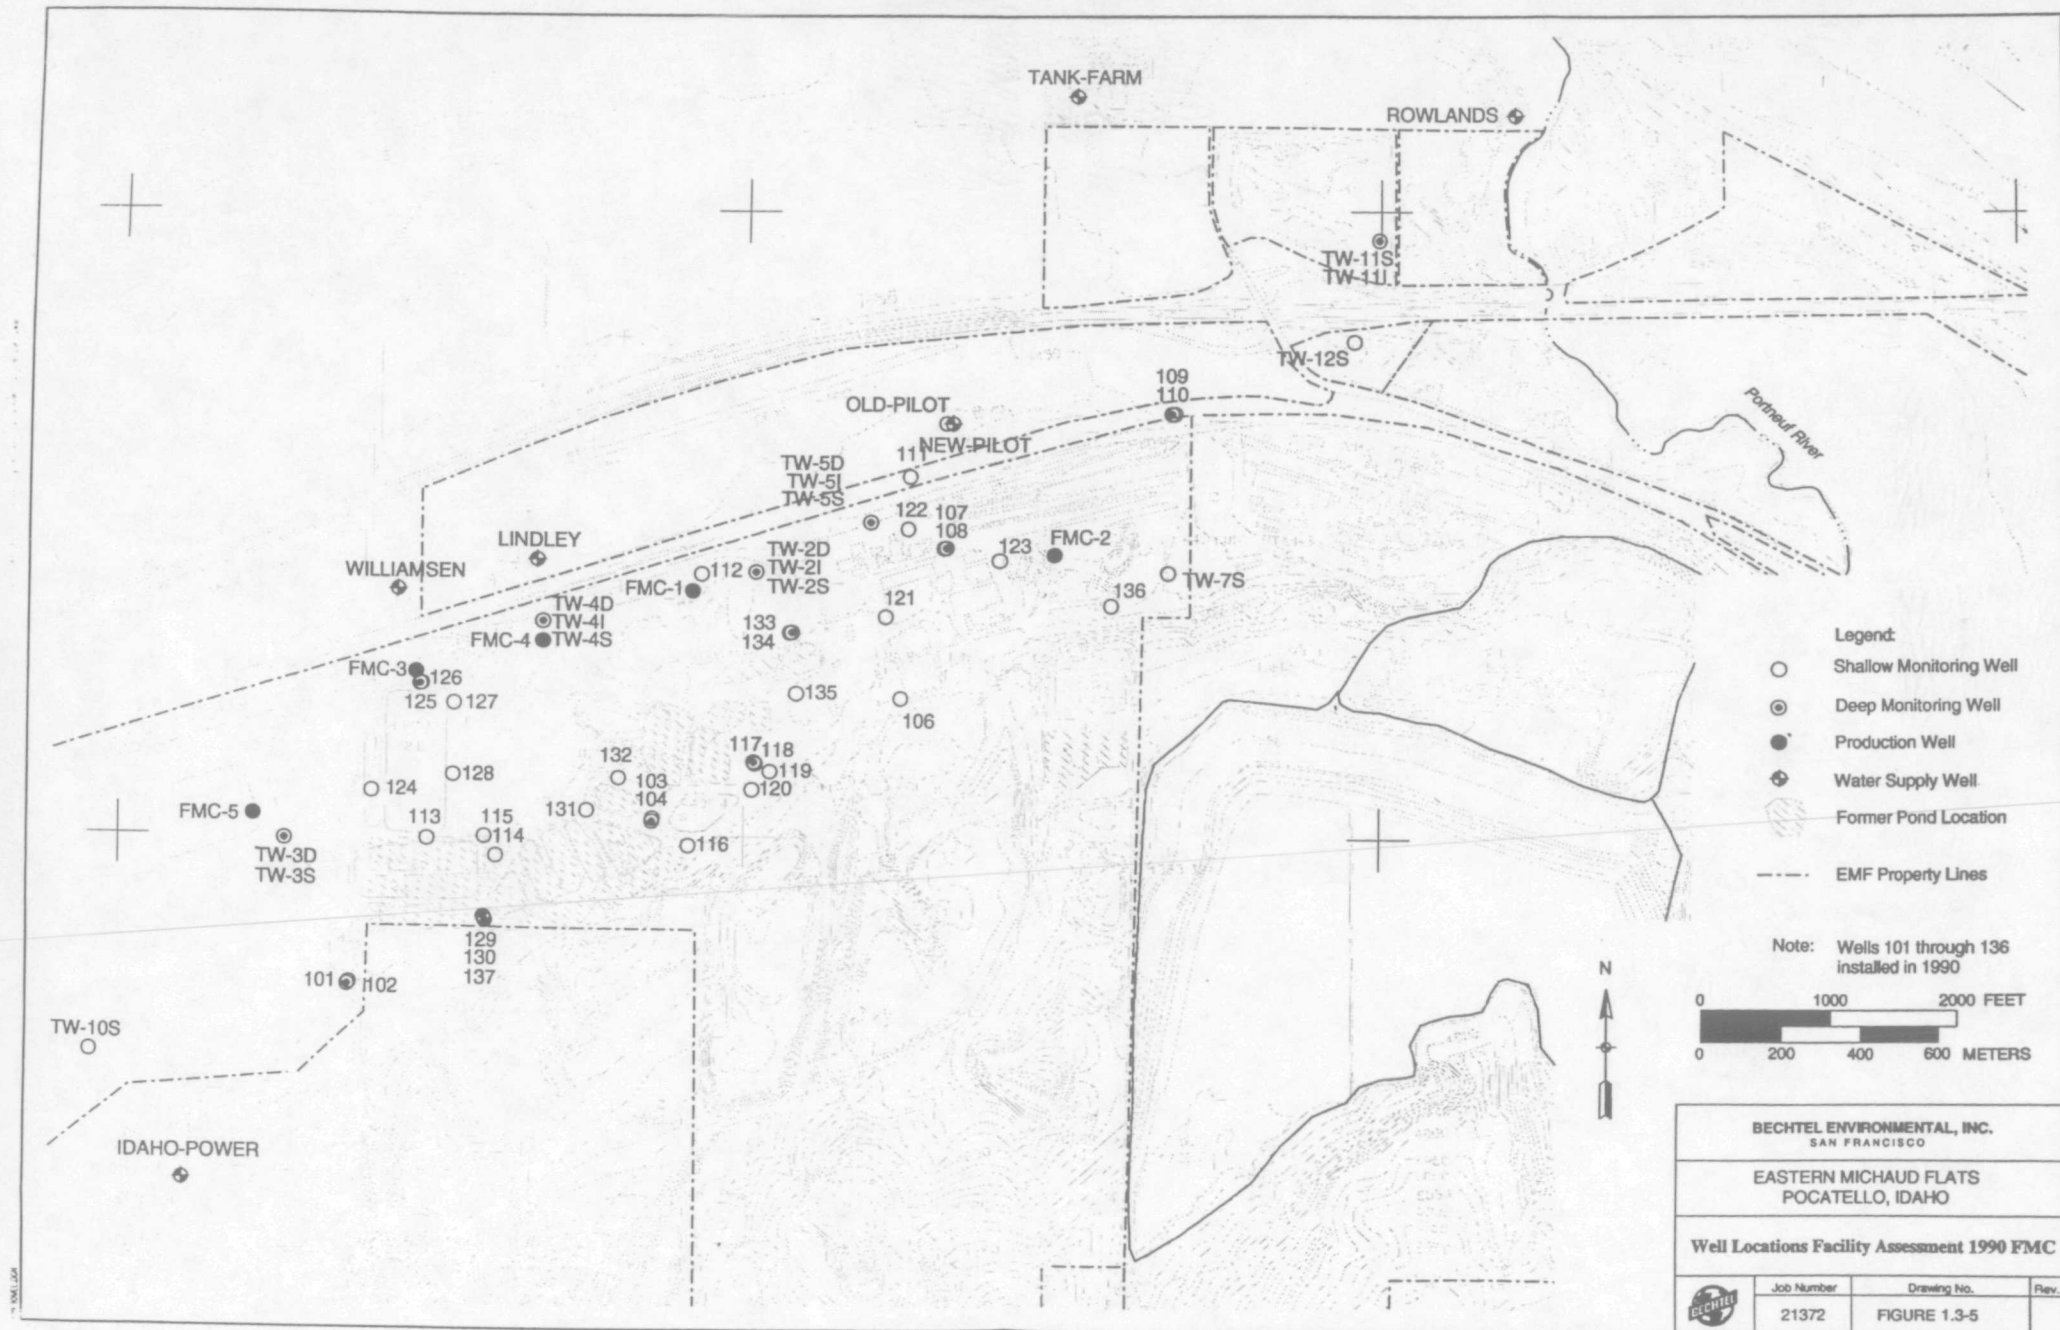 TANK-FARM
ROWLANDS
TW-11S
TW-11I
TW-12S
109
110
OLD-PILOT
NEW-PILOT
111
TW-5D
TW-5I
TW-5S
Portneuf River
122
107
108
FMC-2
123
LINDLEY
WILLIAMSEN
TW-2D
TW-2I
TW-2S
112
FMC-1
TW-7S
136
121
TW-4D
TW-4I
TW-4S
FMC-4
133
134
FMC-3
126
125
127
135
106
132
103
104
117
118
119
120
124
128
131
FMC-5
113
115
114
116
TW-3D
TW-3S
129
130
137
101
102
TW-10S
IDAHO-POWER
Legend:
Shallow Monitoring Well
Deep Monitoring Well
Production Well
Water Supply Well
Former Pond Location
EMF Property Lines
Note: Wells 101 through 136
installed in 1990
N
0 1000 2000 FEET
0 200 400 600 METERS
BECHTEL ENVIRONMENTAL, INC.
SAN FRANCISCO
EASTERN MICHAUD FLATS
POCATELLO, IDAHO
Well Locations Facility Assessment 1990 FMC
BECHTEL
Job Number
Drawing No.
Rev.
21372
FIGURE 1.3-5